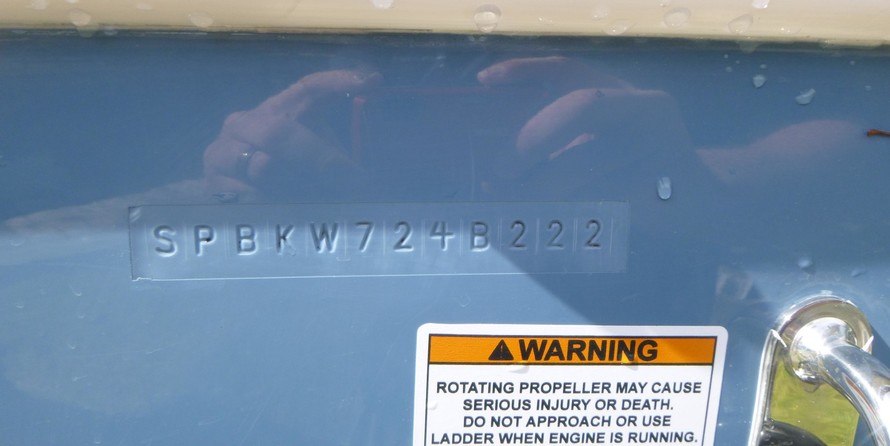 SPBKW724B222
WARNING
ROTATING PROPELLER MAY CAUSE
SERIOUS INJURY OR DEATH.
DO NOT APPROACH OR USE
LADDER WHEN ENGINE IS RUNNING.